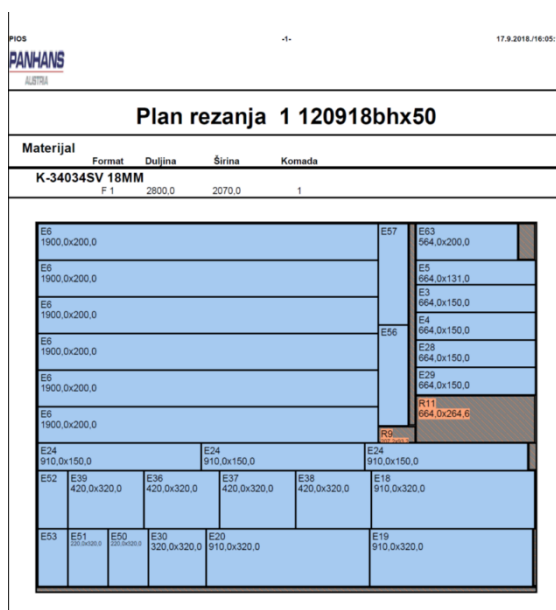 PIOS -1- 17.9.2018./16:05:
PANHANS
AUSTRIA
Plan rezanja 1 120918bhx50
Materijal
Format Duljina Širina Komada
K-34034SV 18MM
F 1 2800,0 2070,0 1
E6
1900,0x200,0
E6
1900,0x200,0
E6
1900,0x200,0
E6
1900,0x200,0
E6
1900,0x200,0
E6
1900,0x200,0
E57
E56
R9
E63
564,0x200,0
E5
664,0x131,0
E3
664,0x150,0
E4
664,0x150,0
E28
664,0x150,0
E29
664,0x150,0
R11
664,0x264,6
E24
910,0x150,0
E24
910,0x150,0
E24
910,0x150,0
E52
E39
420,0x320,0
E36
420,0x320,0
E37
420,0x320,0
E38
420,0x320,0
E18
910,0x320,0
E53
E51
220,0x320,0
E50
220,0x320,0
E30
320,0x320,0
E20
910,0x320,0
E19
910,0x320,0